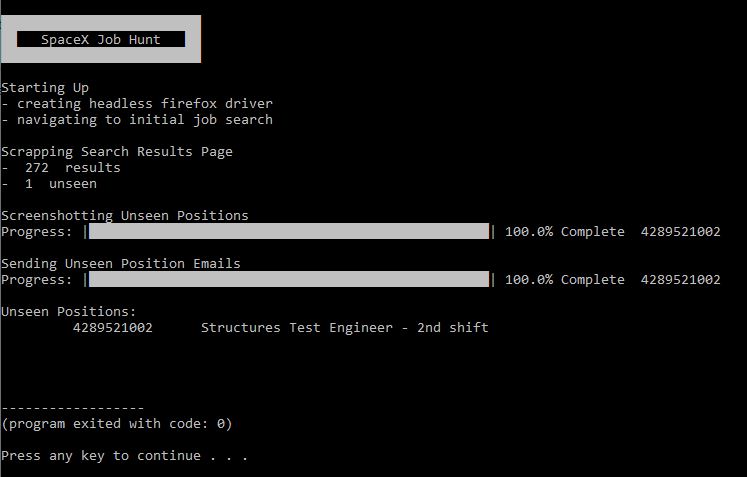 SpaceX Job Hunt
Starting Up
- creating headless firefox driver
- navigating to initial job search
Scrapping Search Results Page
-  272  results
-  1  unseen
Screenshotting Unseen Positions
Progress: || 100.0% Complete  4289521002
Sending Unseen Position Emails
Progress: || 100.0% Complete  4289521002
Unseen Positions:
4289521002      Structures Test Engineer - 2nd shift
------------------
(program exited with code: 0)
Press any key to continue . . .